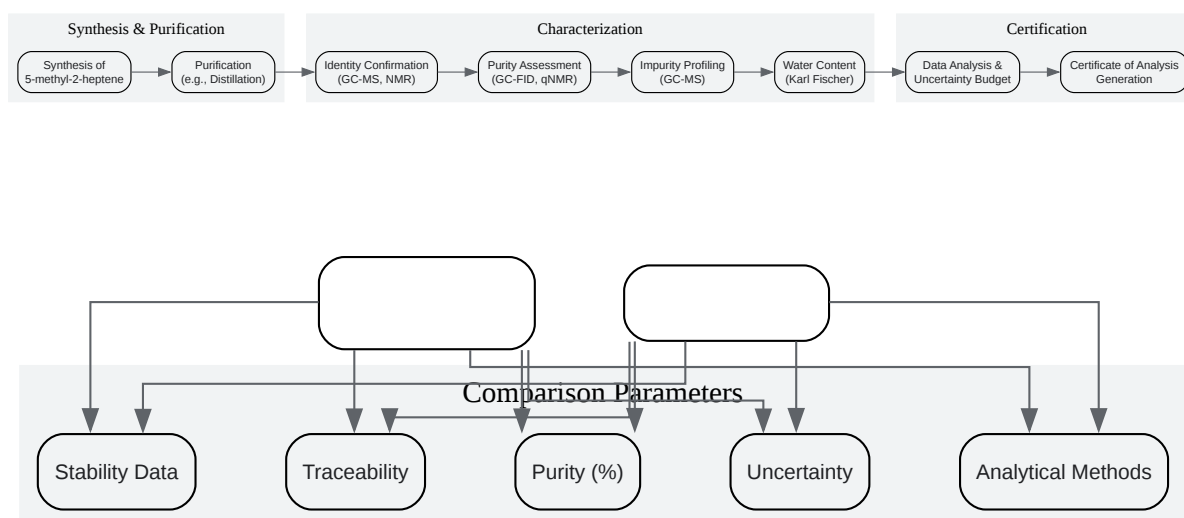 Synthesis & Purification
Characterization
Certification
Synthesis of
5-methyl-2-heptene
Purification
(e.g., Distillation)
Identity Confirmation
(GC-MS, NMR)
Purity Assessment
(GC-FID, qNMR)
Impurity Profiling
(GC-MS)
Water Content
(Karl Fischer)
Data Analysis &
Uncertainty Budget
Certificate of Analysis
Generation
Comparison Parameters
Stability Data
Traceability
Purity (%)
Uncertainty
Analytical Methods